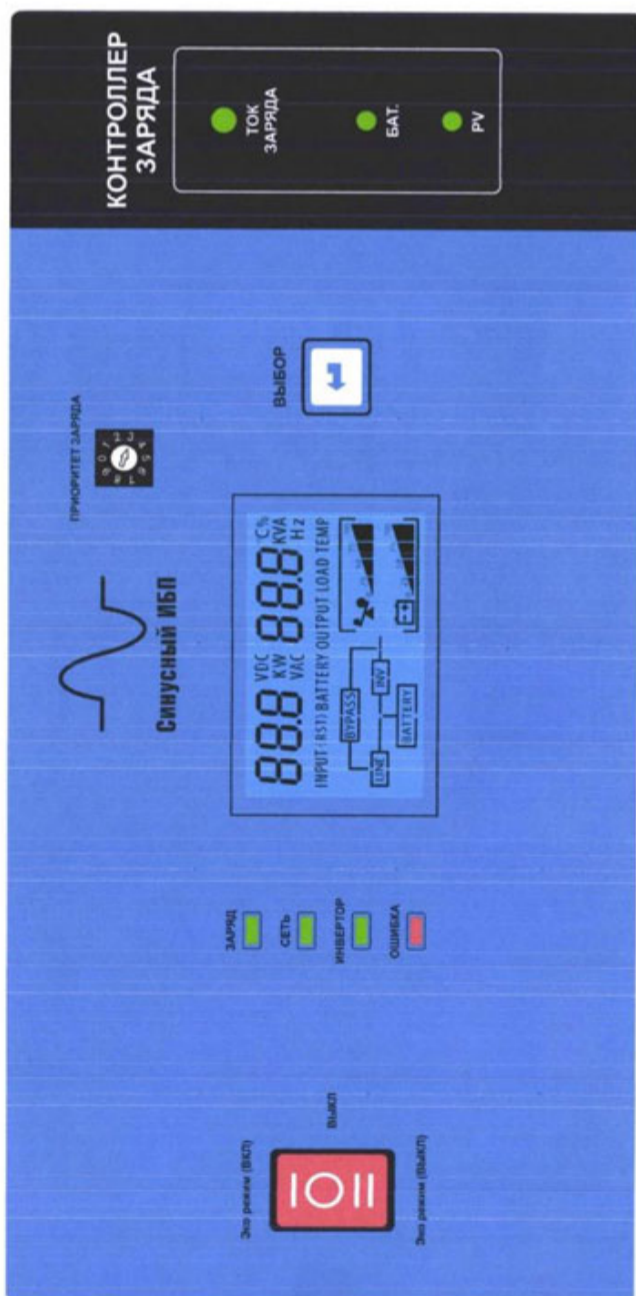 Эко режим (ВКЛ)
ВЫКЛ
Эко режим (ВЫКЛ)
ЗАРЯД
СЕТЬ
ИНВЕРТОР
ОШИБКА
Синусный ИБП
88.8 VDC KW VAC 88.8 C% KVA Hz
INPUT (RST) BATTERY OUTPUT LOAD TEMP
BYPASS
LINE
INV
BATTERY
ПРИОРИТЕТ ЗАРЯДА
ВЫБОР
КОНТРОЛЛЕР
ЗАРЯДА
ТОК
ЗАРЯДА
БАТ.
PV